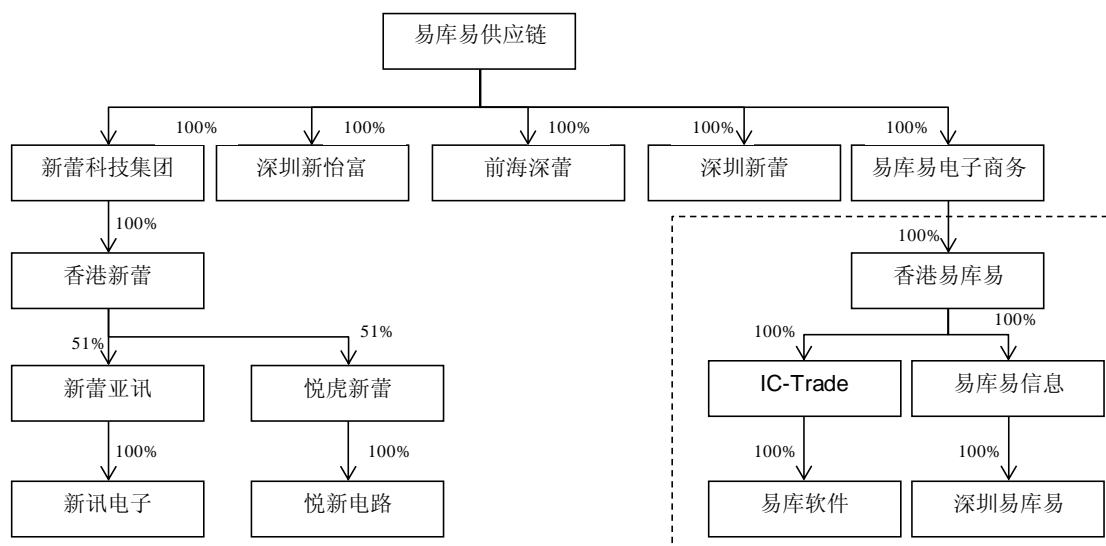 易库易供应链
100%
100%
100%
100%
100%
新蕾科技集团
深圳新怡富
前海深蕾
深圳新蕾
易库易电子商务
100%
100%
香港新蕾
香港易库易
51%
51%
100%
100%
新蕾亚讯
悦虎新蕾
IC-Trade
易库易信息
100%
100%
100%
100%
新讯电子
悦新电路
易库软件
深圳易库易